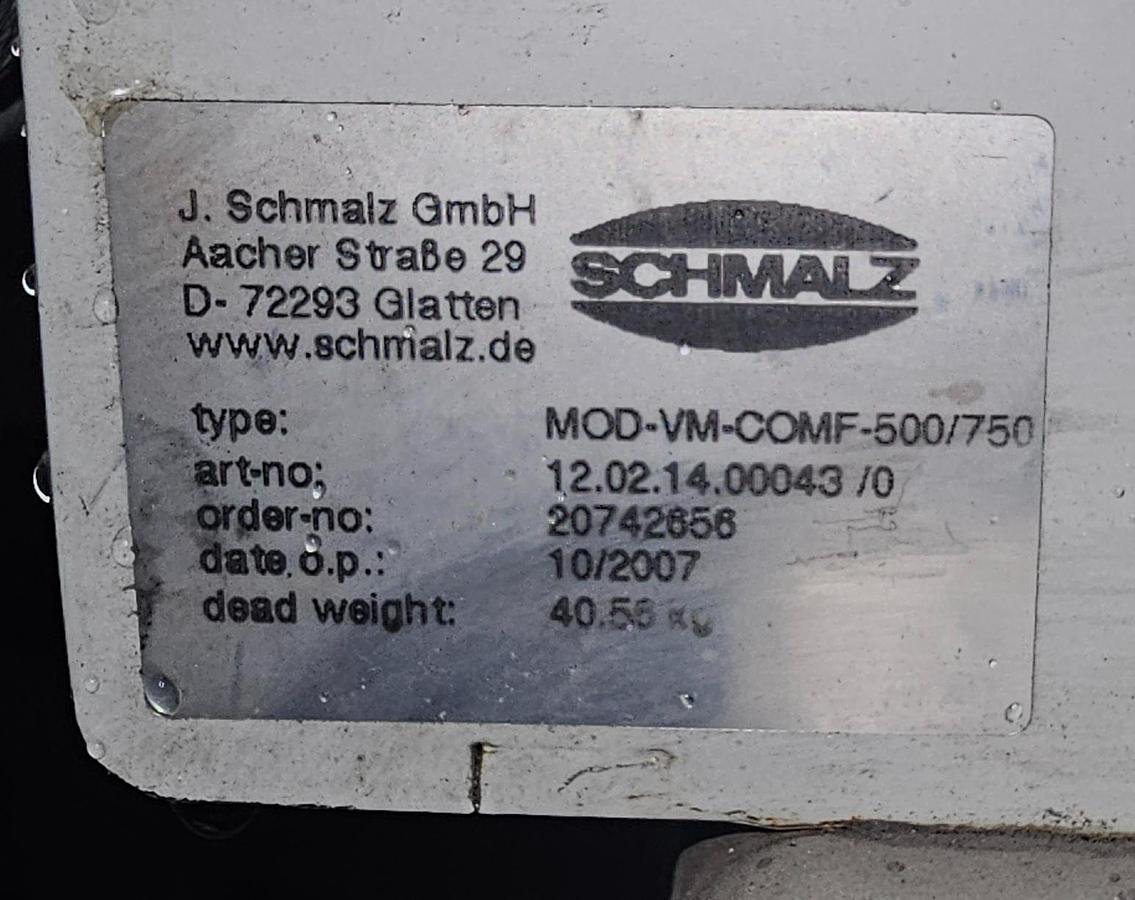 J. Schmalz GmbH
Aacher Straße 29
D- 72293 Glatten
www.schmalz.de
SCHMALZ
type: MOD-VM-COMF-500/750
art-no: 12.02.14.00043 /0
order-no: 20742656
date o.p.: 10/2007
dead weight: kg